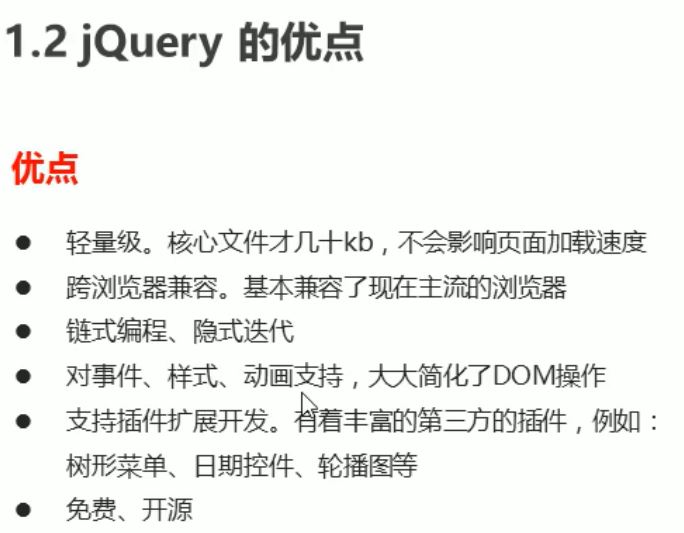 1.2 jQuery 的优点
优点
● 轻量级。核心文件才几十kb，不会影响页面加载速度
● 跨浏览器兼容。基本兼容了现在主流的浏览器
● 链式编程、隐式迭代
● 对事件、样式、动画支持，大大简化了DOM操作
● 支持插件扩展开发。有着丰富的第三方的插件，例如：
树形菜单、日期控件、轮播图等
● 免费、开源